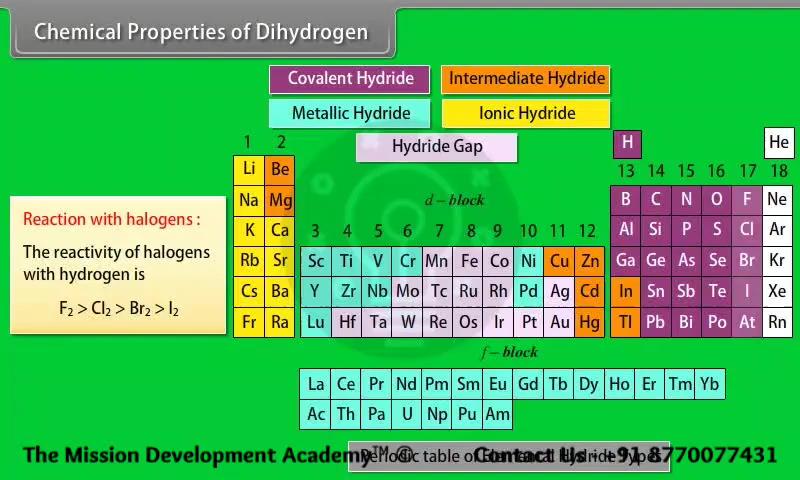 Chemical Properties of Dihydrogen
Covalent Hydride Intermediate Hydride
Metallic Hydride Ionic Hydride
Hydride Gap
H He
1 2 13 14 15 16 17 18
Li Be B C N O F Ne
d – block
Na Mg Al Si P S Cl Ar
3 4 5 6 7 8 9 10 11 12
K Ca Sc Ti V Cr Mn Fe Co Ni Cu Zn Ga Ge As Se Br Kr
Rb Sr Y Zr Nb Mo Tc Ru Rh Pd Ag Cd In Sn Sb Te I Xe
Cs Ba Lu Hf Ta W Re Os Ir Pt Au Hg Tl Pb Bi Po At Rn
Fr Ra
f – block
La Ce Pr Nd Pm Sm Eu Gd Tb Dy Ho Er Tm Yb
Ac Th Pa U Np Pu Am
Reaction with halogens :
The reactivity of halogens
with hydrogen is
F₂ > Cl₂ > Br₂ > I₂
Periodic table of Elemental Hydride Types
The Mission Development Academy™ © Contact Us - +91 8770077431